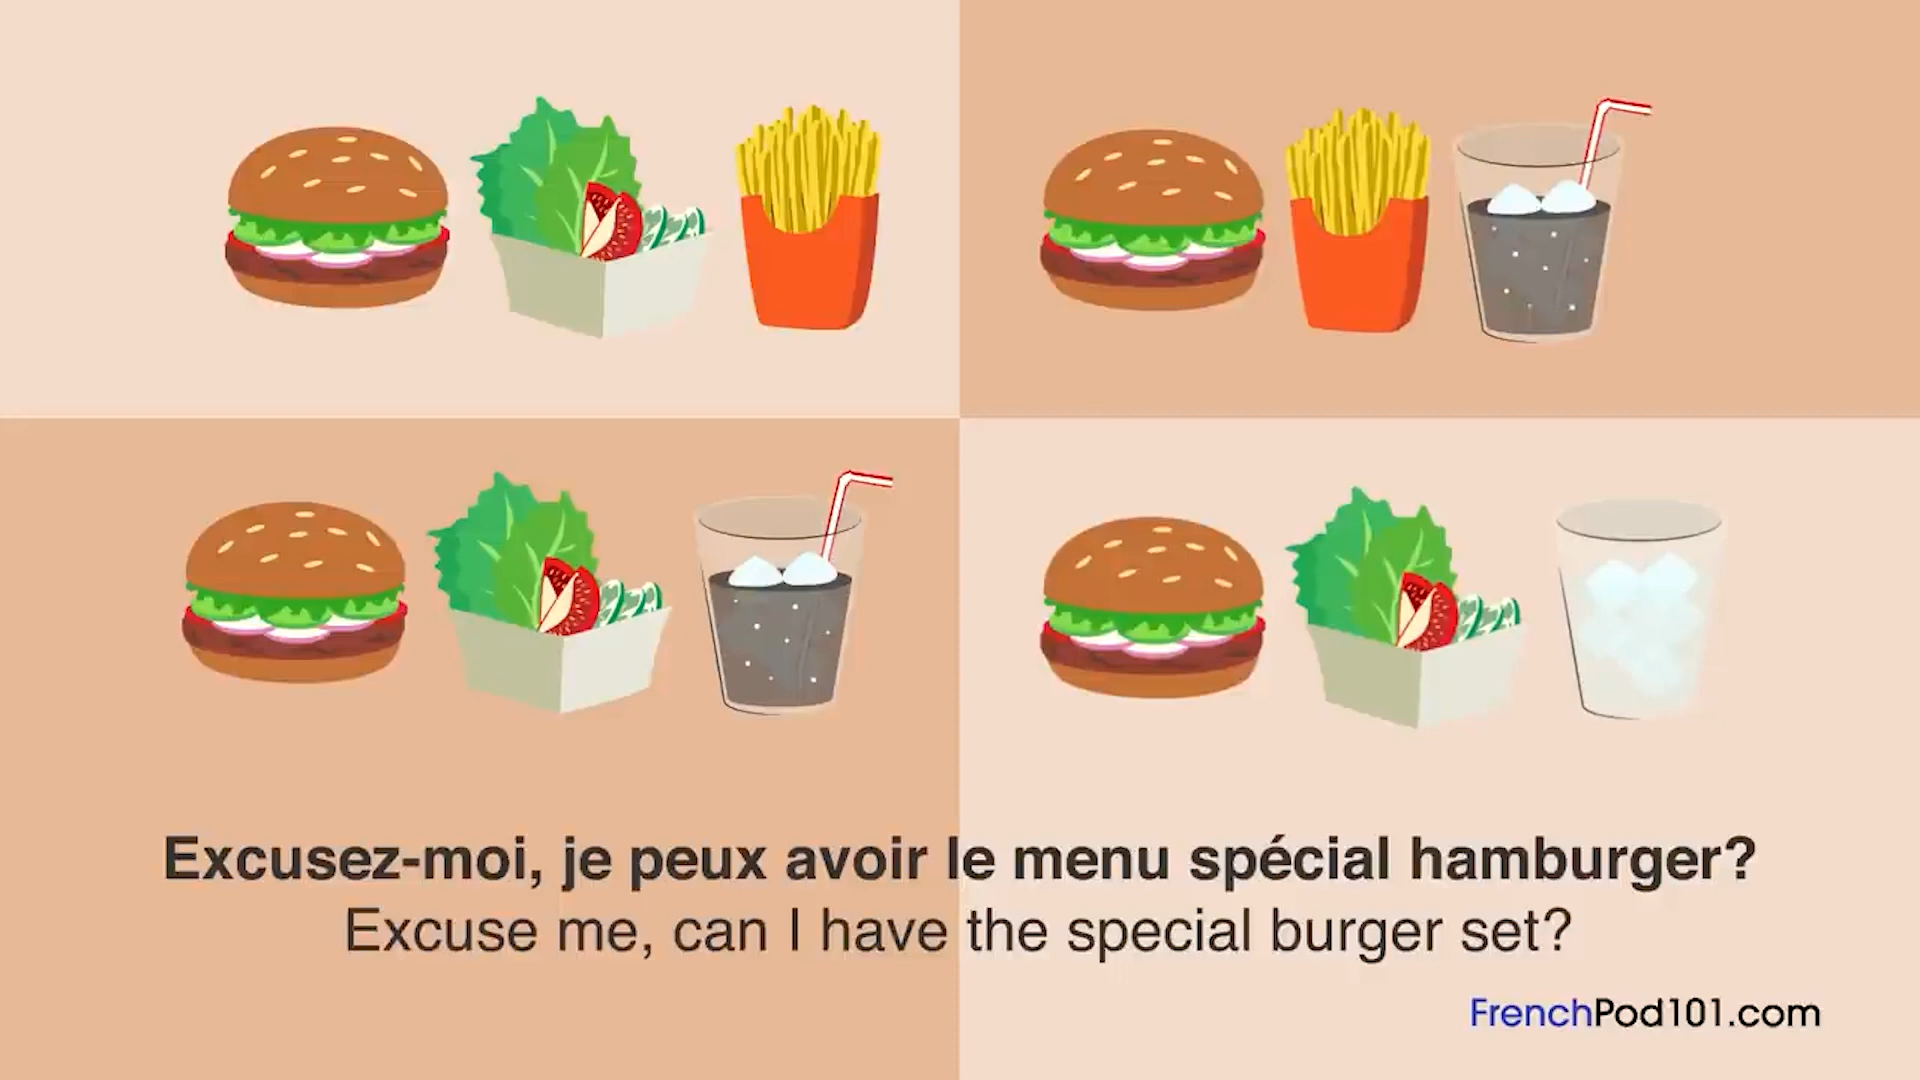 Excusez-moi, je peux avoir le menu spécial hamburger?
Excuse me, can I have the special burger set?
FrenchPod101.com